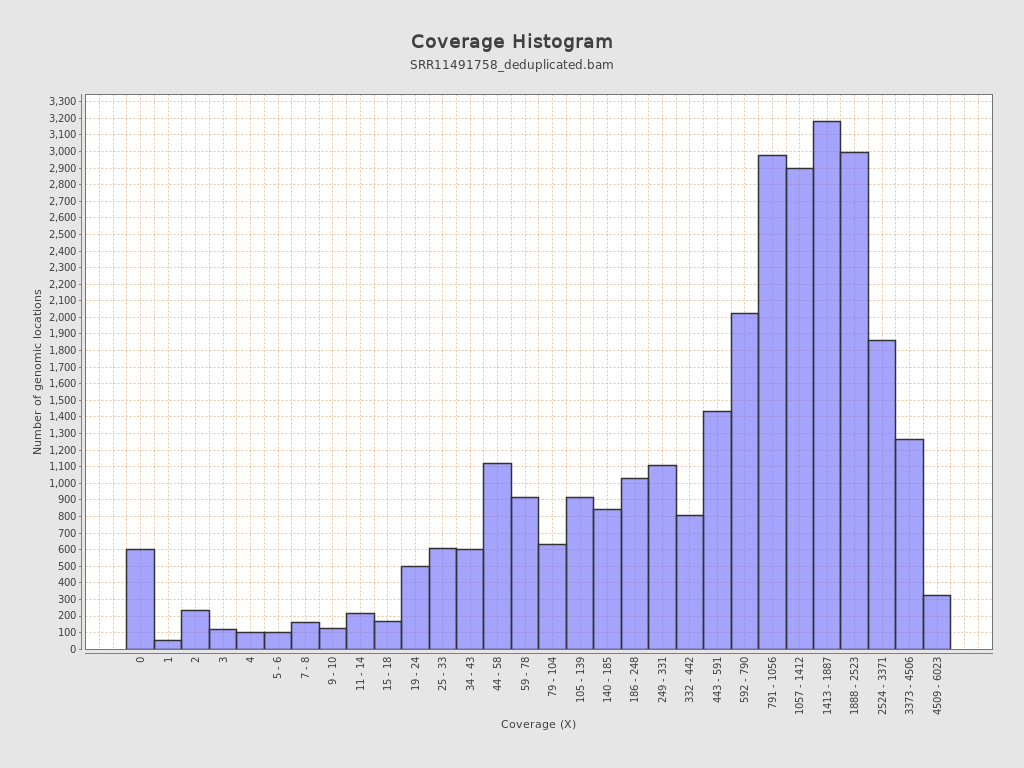 Coverage Histogram
SRR11491758_deduplicated.bam
Number of genomic locations
3,300
3,200
3,100
3,000
2,900
2,800
2,700
2,600
2,500
2,400
2,300
2,200
2,100
2,000
1,900
1,800
1,700
1,600
1,500
1,400
1,300
1,200
1,100
1,000
900
800
700
600
500
400
300
200
100
0
0
1
2
3
4
5 - 6
7 - 8
9 - 10
11 - 14
15 - 18
19 - 24
25 - 33
34 - 43
44 - 58
59 - 78
79 - 104
105 - 139
140 - 185
186 - 248
249 - 331
332 - 442
443 - 591
592 - 790
791 - 1056
1057 - 1412
1413 - 1887
1888 - 2523
2524 - 3371
3373 - 4506
4509 - 6023
Coverage (X)